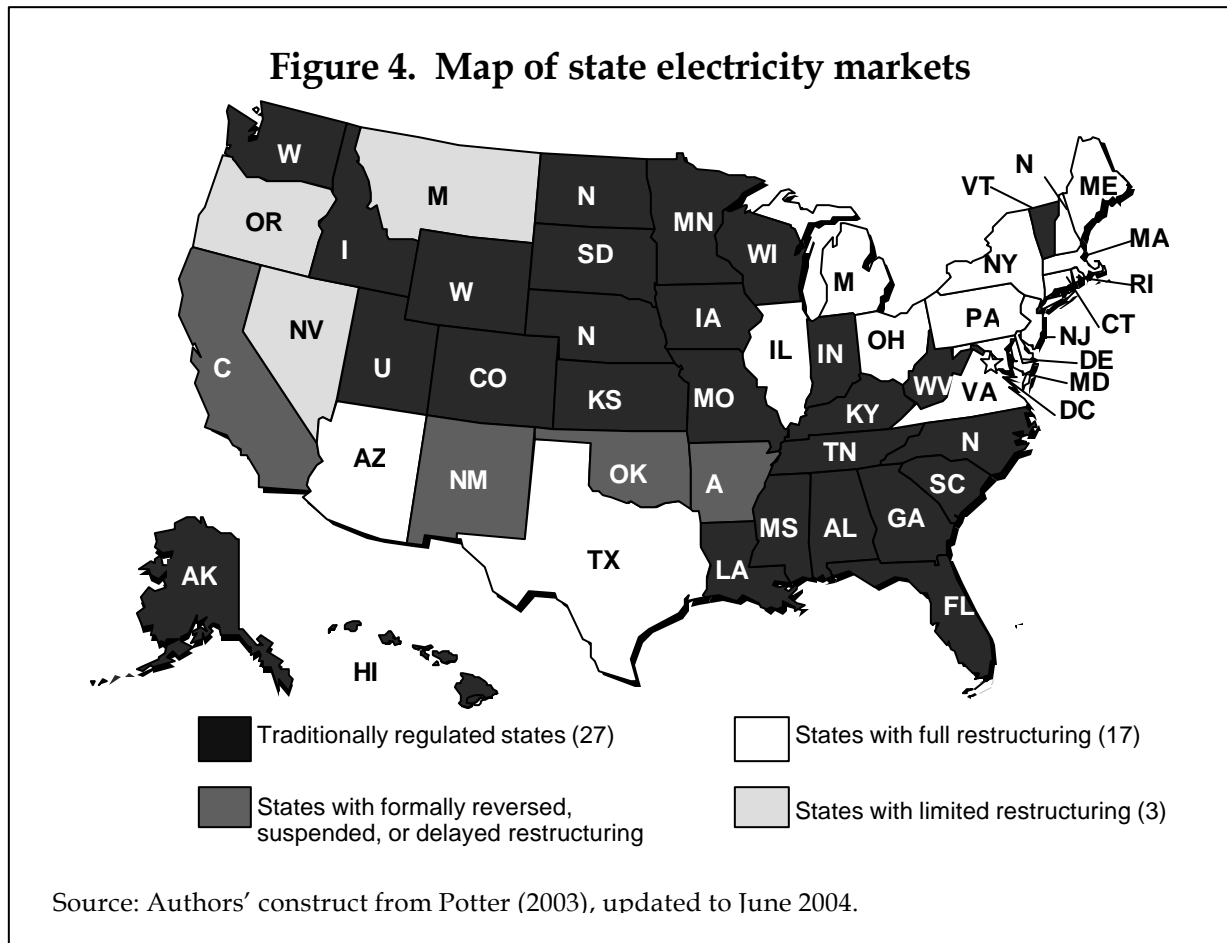 Figure 4. Map of state electricity markets
W
M
N
MN
VT
N
ME
OR
I
SD
WI
MA
W
NY
M
RI
NV
IA
PA
N
CT
C
IL
IN
OH
NJ
U
CO
DE
MD
KS
MO
WV
VA
DC
KY
AZ
TN
N
NM
OK
A
SC
MS
AL
GA
TX
LA
AK
FL
HI
Traditionally regulated states (27)
States with full restructuring (17)
States with formally reversed,
suspended, or delayed restructuring
States with limited restructuring (3)
Source: Authors’ construct from Potter (2003), updated to June 2004.